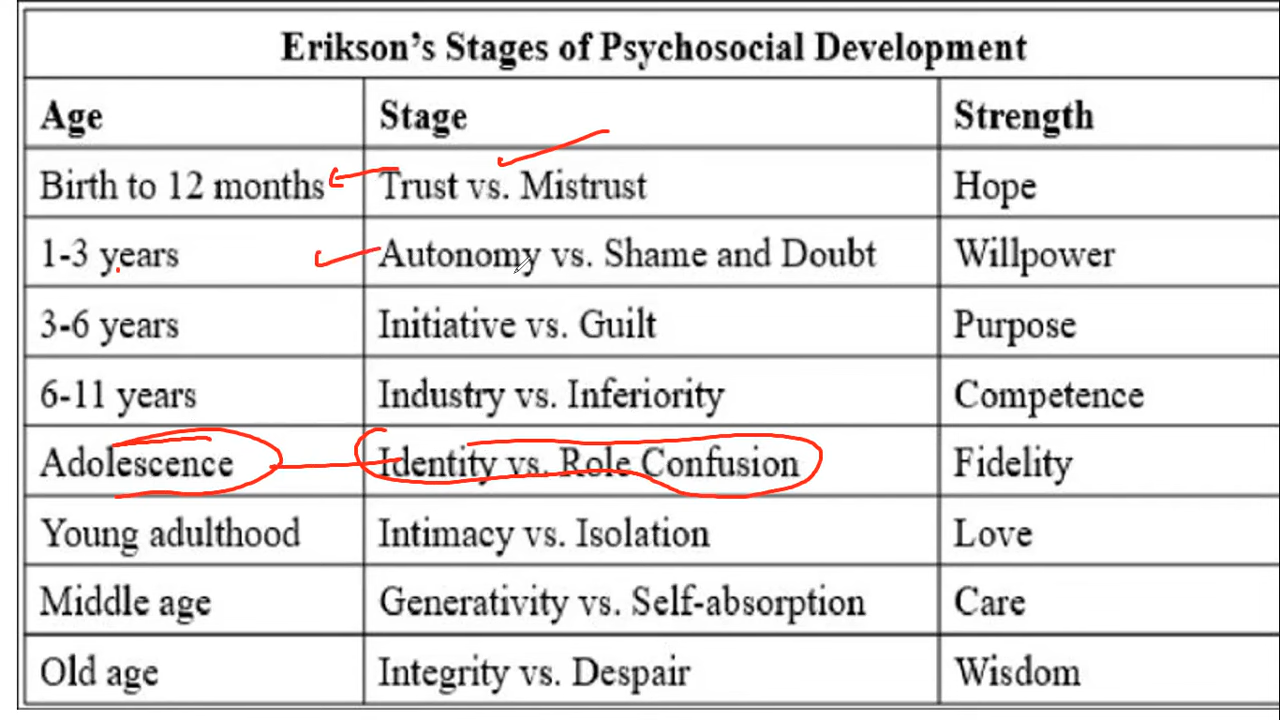 Erikson's Stages of Psychosocial Development
Age Stage Strength
Birth to 12 months Trust vs. Mistrust Hope
1-3 years Autonomy vs. Shame and Doubt Willpower
3-6 years Initiative vs. Guilt Purpose
6-11 years Industry vs. Inferiority Competence
Adolescence Identity vs. Role Confusion Fidelity
Young adulthood Intimacy vs. Isolation Love
Middle age Generativity vs. Self-absorption Care
Old age Integrity vs. Despair Wisdom